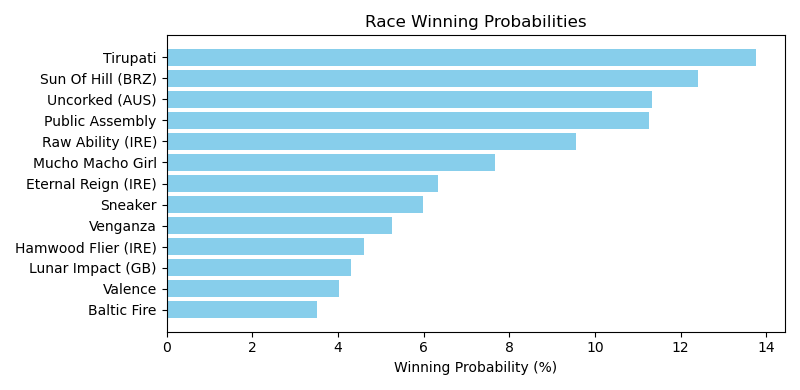 Race Winning Probabilities
Tirupati
Sun Of Hill (BRZ)
Uncorked (AUS)
Public Assembly
Raw Ability (IRE)
Mucho Macho Girl
Eternal Reign (IRE)
Sneaker
Venganza
Hamwood Flier (IRE)
Lunar Impact (GB)
Valence
Baltic Fire
0 2 4 6 8 10 12 14
Winning Probability (%)